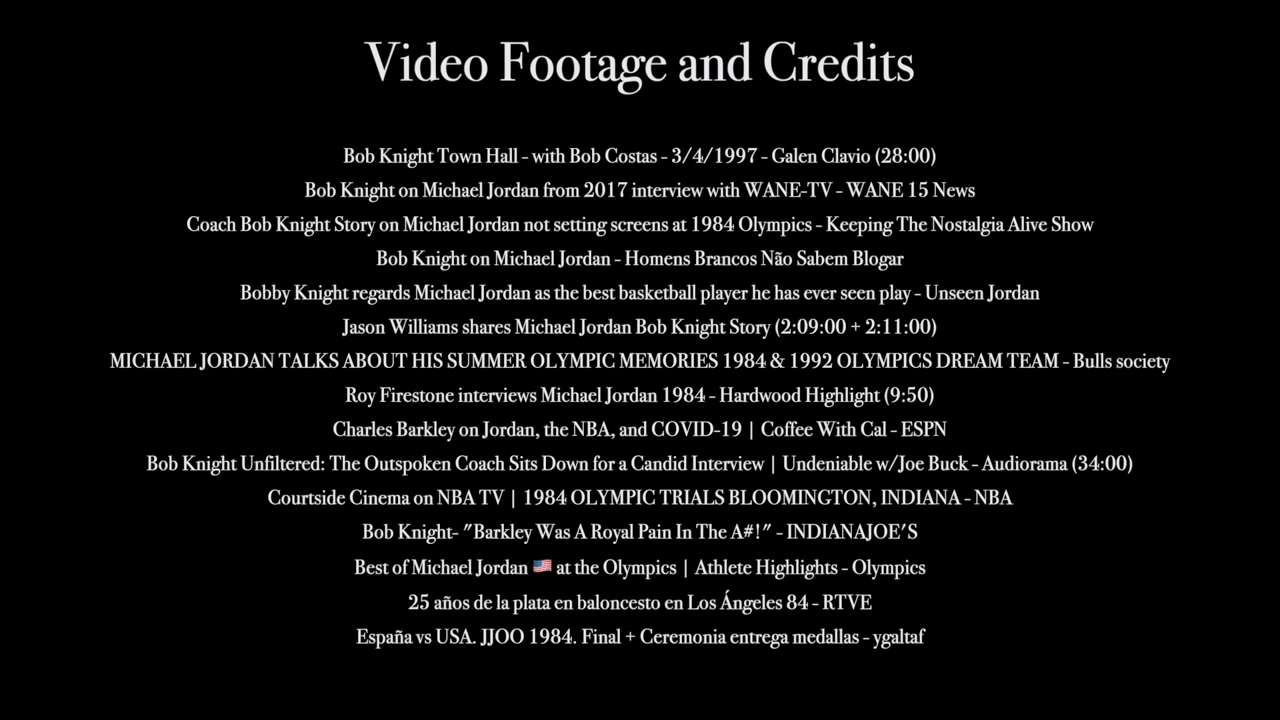 Video Footage and Credits
Bob Knight Town Hall - with Bob Costas - 3/4/1997 - Galen Clavio (28:00)
Bob Knight on Michael Jordan from 2017 interview with WANE-TV - WANE 15 News
Coach Bob Knight Story on Michael Jordan not setting screens at 1984 Olympics - Keeping The Nostalgia Alive Show
Bob Knight on Michael Jordan - Homens Brancos Não Sabem Blogar
Bobby Knight regards Michael Jordan as the best basketball player he has ever seen play - Unseen Jordan
Jason Williams shares Michael Jordan Bob Knight Story (2:09:00 + 2:11:00)
MICHAEL JORDAN TALKS ABOUT HIS SUMMER OLYMPIC MEMORIES 1984 & 1992 OLYMPICS DREAM TEAM - Bulls society
Roy Firestone interviews Michael Jordan 1984 - Hardwood Highlight (9:50)
Charles Barkley on Jordan, the NBA, and COVID-19 | Coffee With Cal - ESPN
Bob Knight Unfiltered: The Outspoken Coach Sits Down for a Candid Interview | Undeniable w/Joe Buck - Audiorama (34:00)
Courtside Cinema on NBA TV | 1984 OLYMPIC TRIALS BLOOMINGTON, INDIANA - NBA
Bob Knight- "Barkley Was A Royal Pain In The A#!" - INDIANAJOE'S
Best of Michael Jordan 🇺🇸 at the Olympics | Athlete Highlights - Olympics
25 años de la plata en baloncesto en Los Ángeles 84 - RTVE
España vs USA. JJOO 1984. Final + Ceremonia entrega medallas - ygaltaf